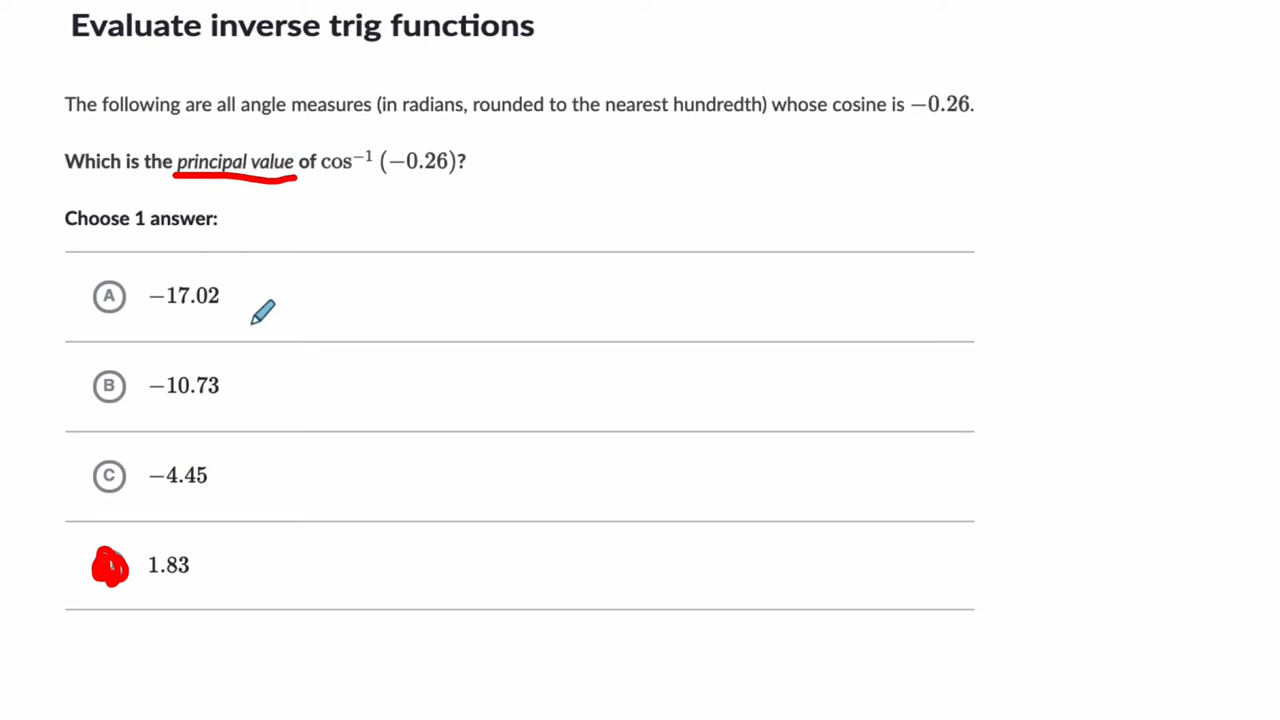 Evaluate inverse trig functions
The following are all angle measures (in radians, rounded to the nearest hundredth) whose cosine is −0.26.
Which is the principal value of cos⁻¹ (−0.26)?
Choose 1 answer:
A −17.02
B −10.73
C −4.45
1.83